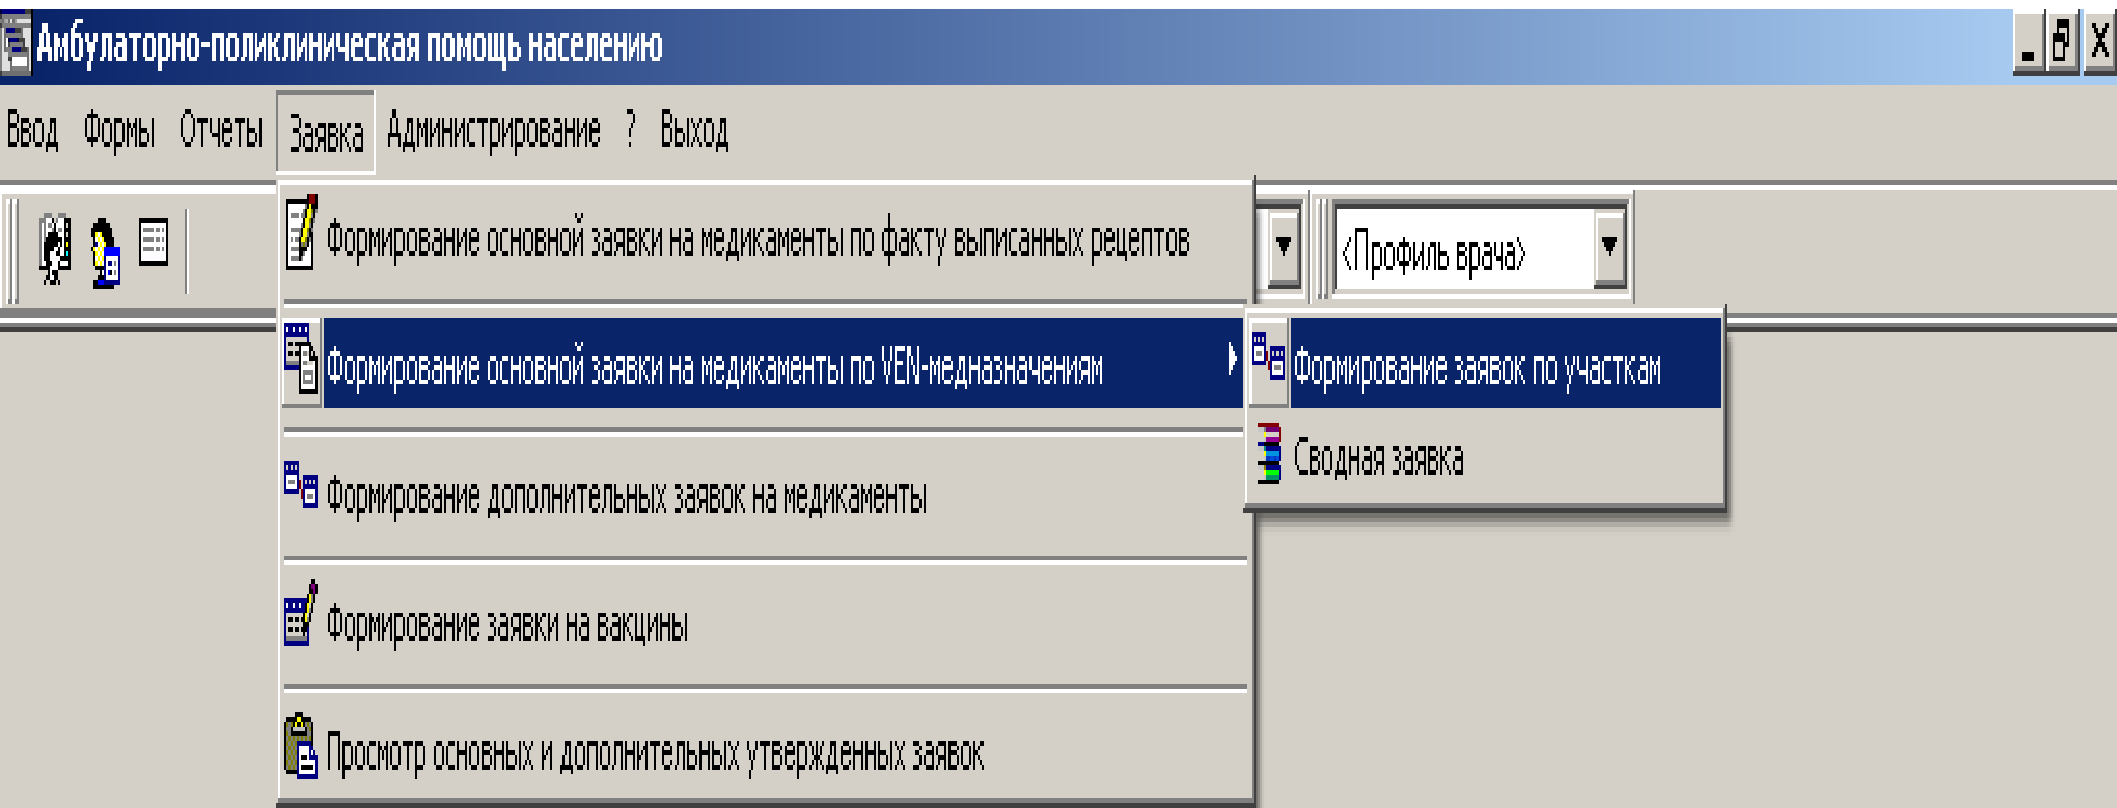 Амбулаторно-поликлиническая помощь населению
Ввод Формы Отчеты Заявка Администрирование ? Выход
Формирование основной заявки на медикаменты по факту выписанных рецептов
<Профиль врача>
Формирование основной заявки на медикаменты по VEN-медназначениям
Формирование заявок по участкам
Сводная заявка
Формирование дополнительных заявок на медикаменты
Формирование заявки на вакцины
Просмотр основных и дополнительных утвержденных заявок